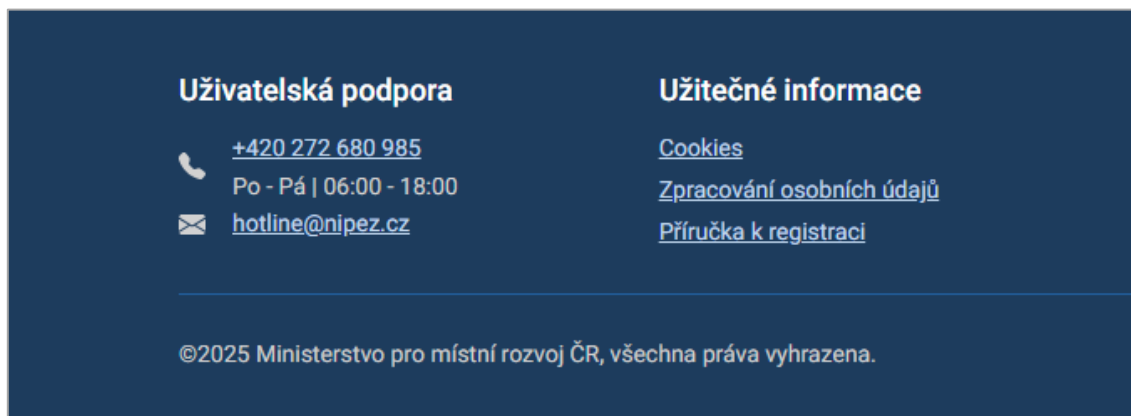 Uživatelská podpora
+420 272 680 985
Po - Pá | 06:00 - 18:00
hotline@nipez.cz
Užitečné informace
Cookies
Zpracování osobních údajů
Příručka k registraci
©2025 Ministerstvo pro místní rozvoj ČR, všechna práva vyhrazena.